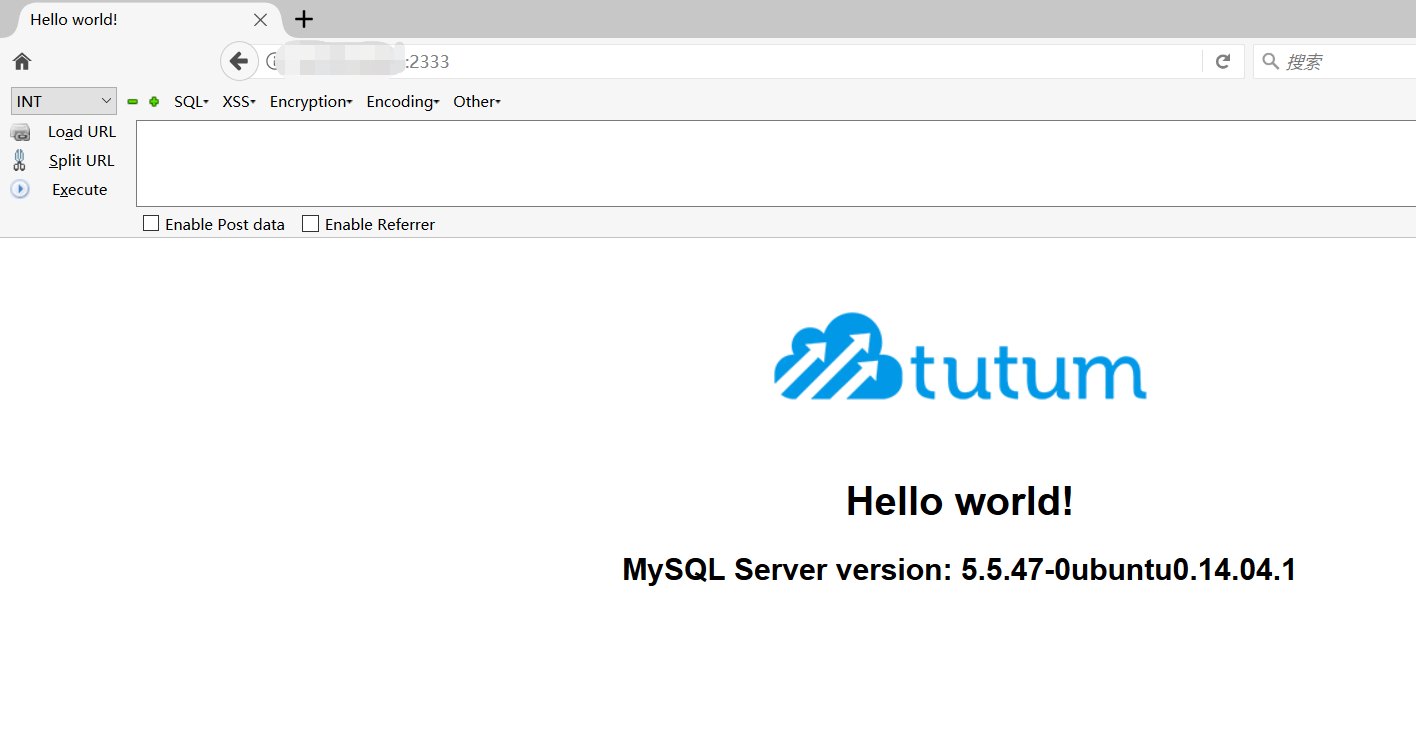 Hello world!
:2333
搜索
INT SQL XSS Encryption Encoding Other
Load URL
Split URL
Execute
Enable Post data Enable Referrer
tutum
Hello world!
MySQL Server version: 5.5.47-0ubuntu0.14.04.1